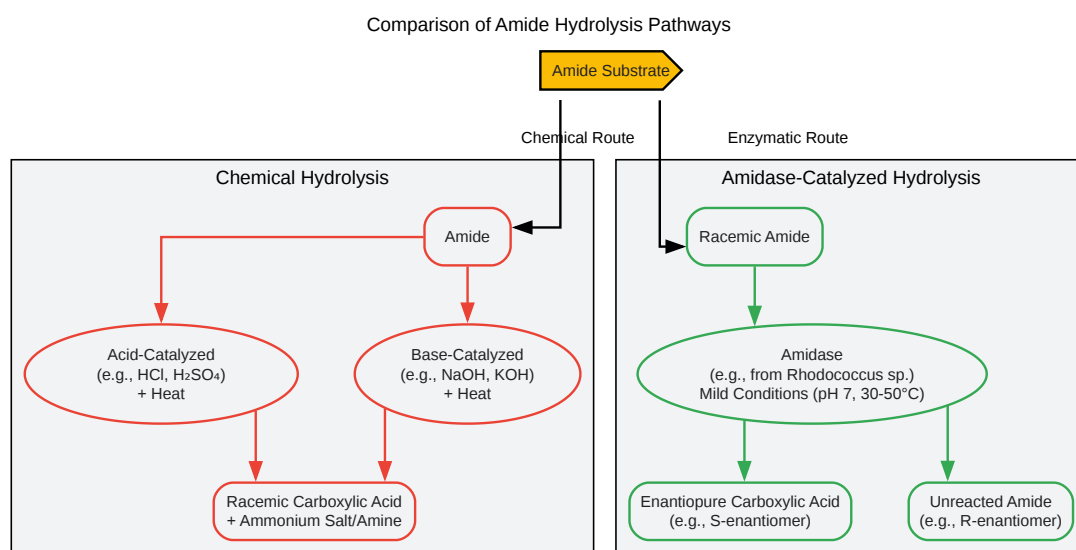 Comparison of Amide Hydrolysis Pathways
Amide Substrate
Chemical Route
Enzymatic Route
Chemical Hydrolysis
Amide
Acid-Catalyzed
(e.g., HCl, H₂SO₄)
+ Heat
Base-Catalyzed
(e.g., NaOH, KOH)
+ Heat
Racemic Carboxylic Acid
+ Ammonium Salt/Amine
Amidase-Catalyzed Hydrolysis
Racemic Amide
Amidase
(e.g., from Rhodococcus sp.)
Mild Conditions (pH 7, 30-50°C)
Enantiopure Carboxylic Acid
(e.g., S-enantiomer)
Unreacted Amide
(e.g., R-enantiomer)